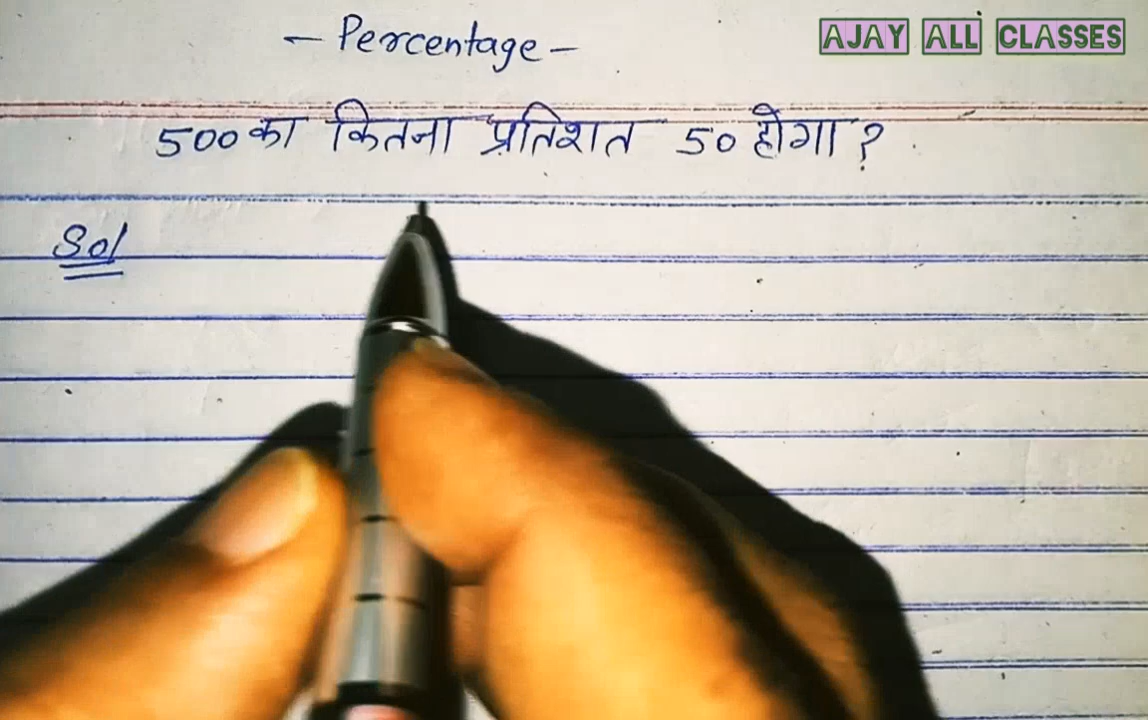 AJAY ALL CLASSES
- Percentage -
500 का कितना प्रतिशत 50 होगा ?
Sol